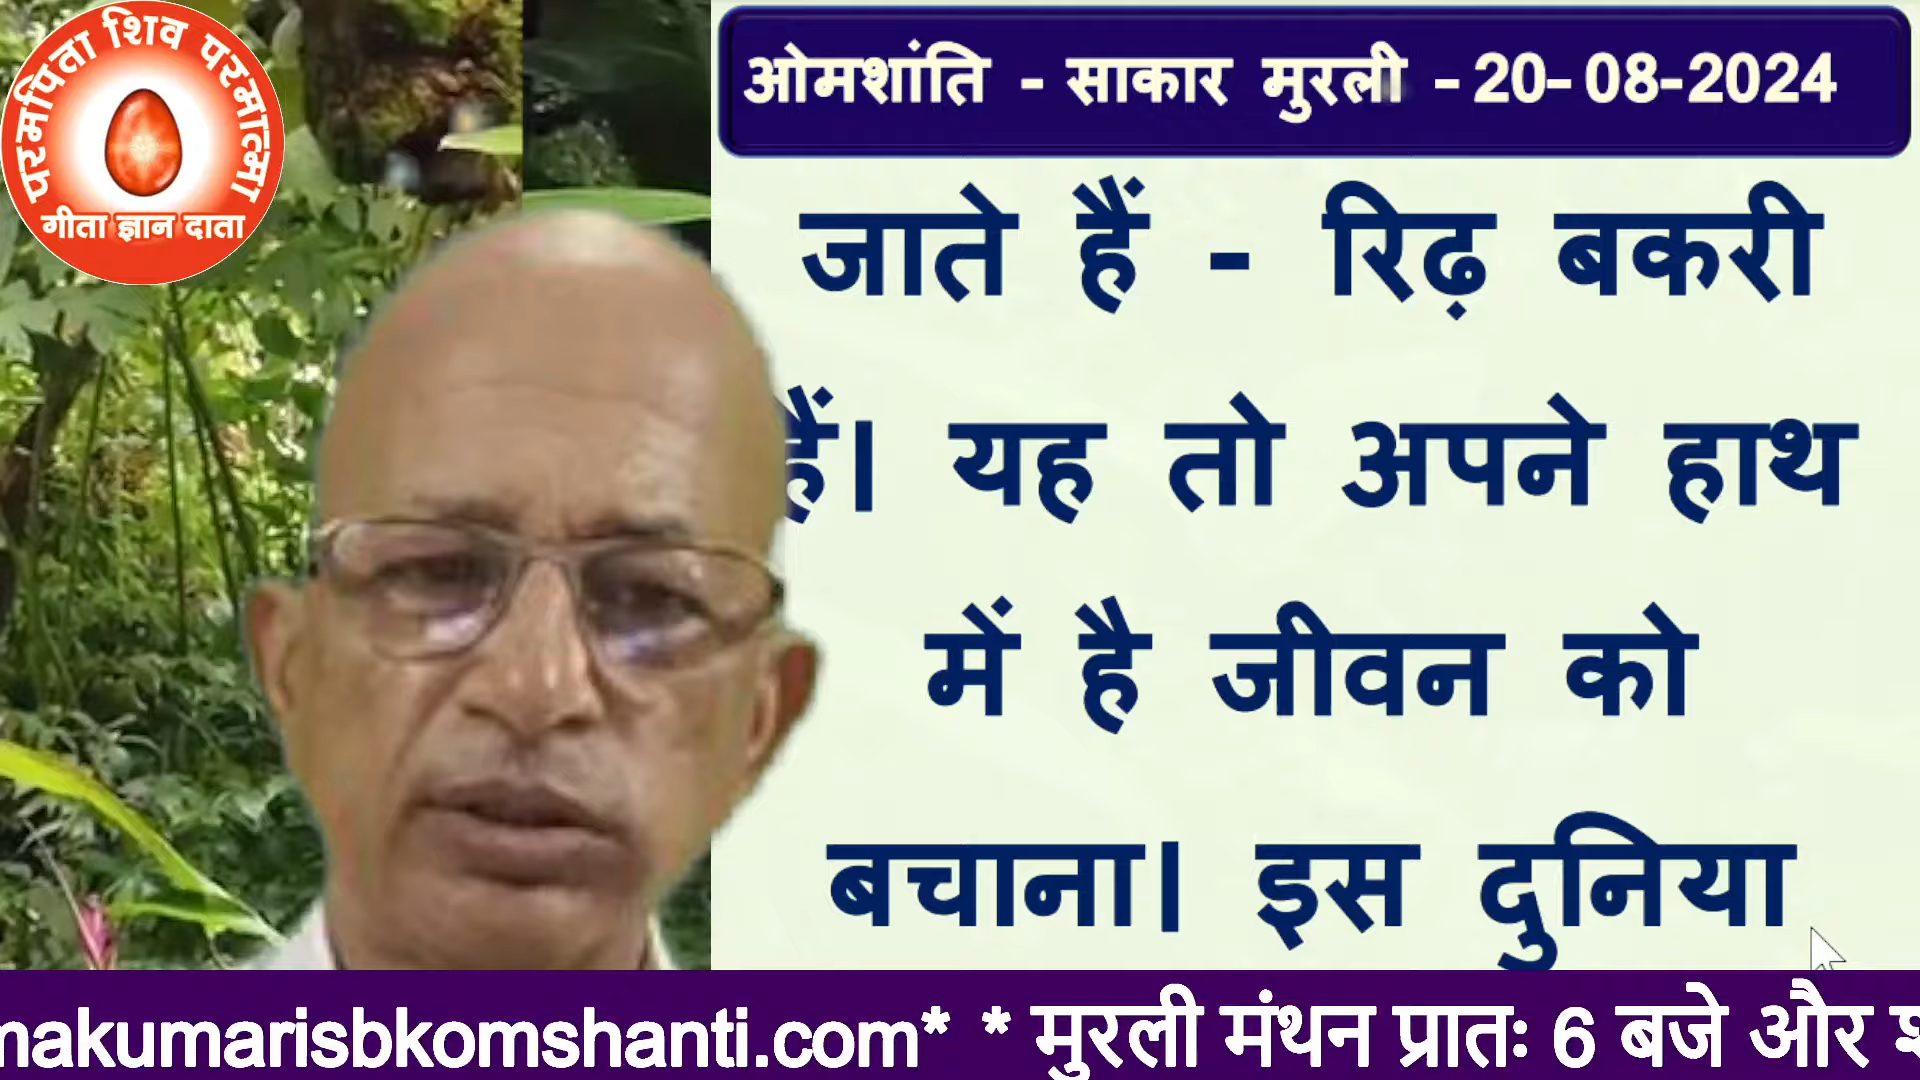 परमपिता शिव परमात्मा
गीता ज्ञान दाता
ओमशांति - साकार मुरली - 20-08-2024
जाते हैं - रिढ़ बकरी
हैं। यह तो अपने हाथ
में है जीवन को
बचाना। इस दुनिया
makumarisbkomshanti.com* * मुरली मंथन प्रातः 6 बजे और